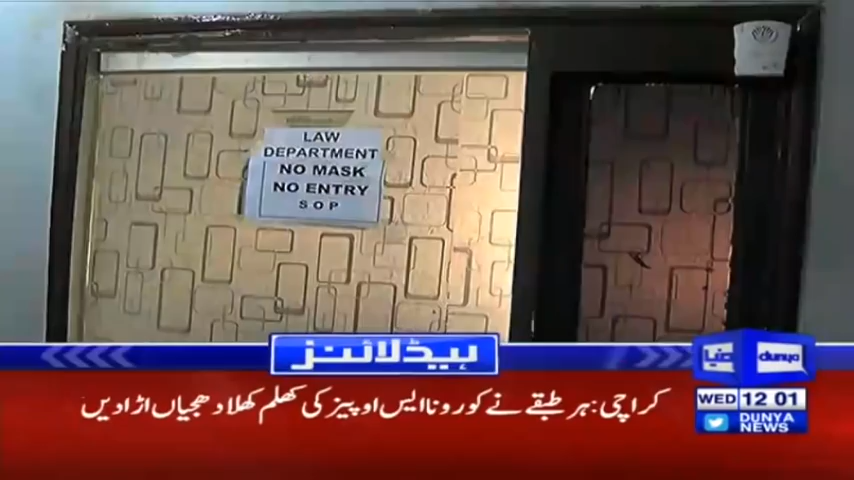 LAW
DEPARTMENT
NO MASK
NO ENTRY
SOP
ہیڈلائنز
دنیا dunya
WED 12 01
DUNYA
NEWS
کراچی: ہر طبقے نے کورونا ایس او پیز کی کھلم کھلا دھجیاں اڑا دیں